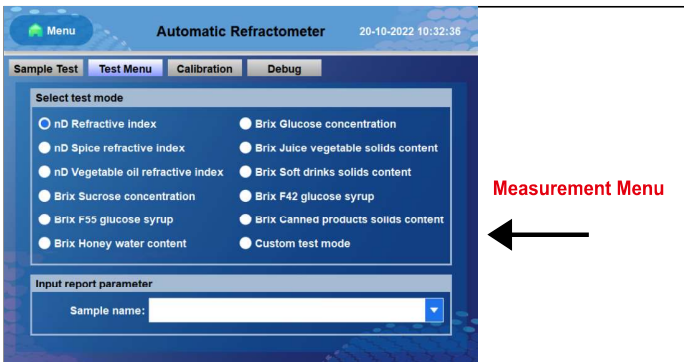 Menu Automatic Refractometer 20-10-2022 10:32:36
Sample Test Test Menu Calibration Debug
Select test mode
nD Refractive index Brix Glucose concentration
nD Spice refractive index Brix Juice vegetable solids content
nD Vegetable oil refractive index Brix Soft drinks solids content
Brix Sucrose concentration Brix F42 glucose syrup
Brix F55 glucose syrup Brix Canned products solids content
Brix Honey water content Custom test mode
Measurement Menu
Input report parameter
Sample name: